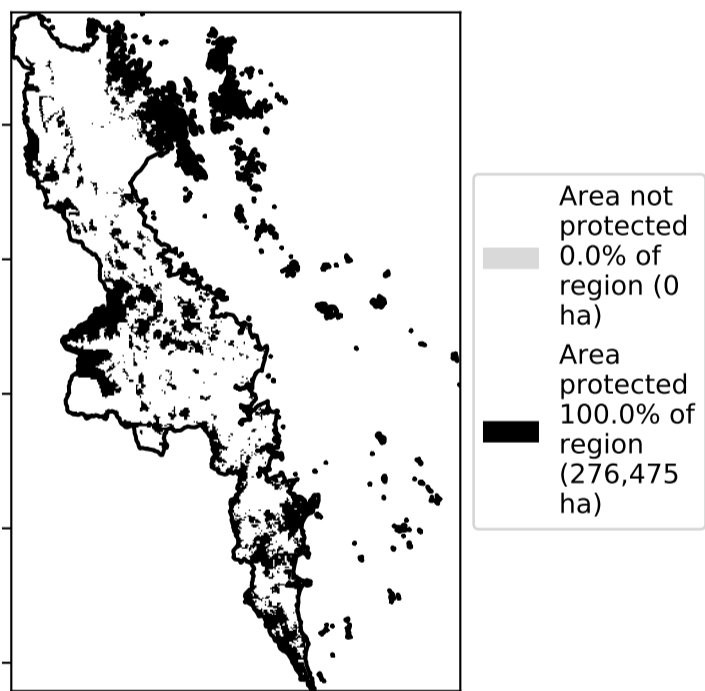 Area not
protected
0.0% of
region (0
ha)
Area
protected
100.0% of
region
(276,475
ha)